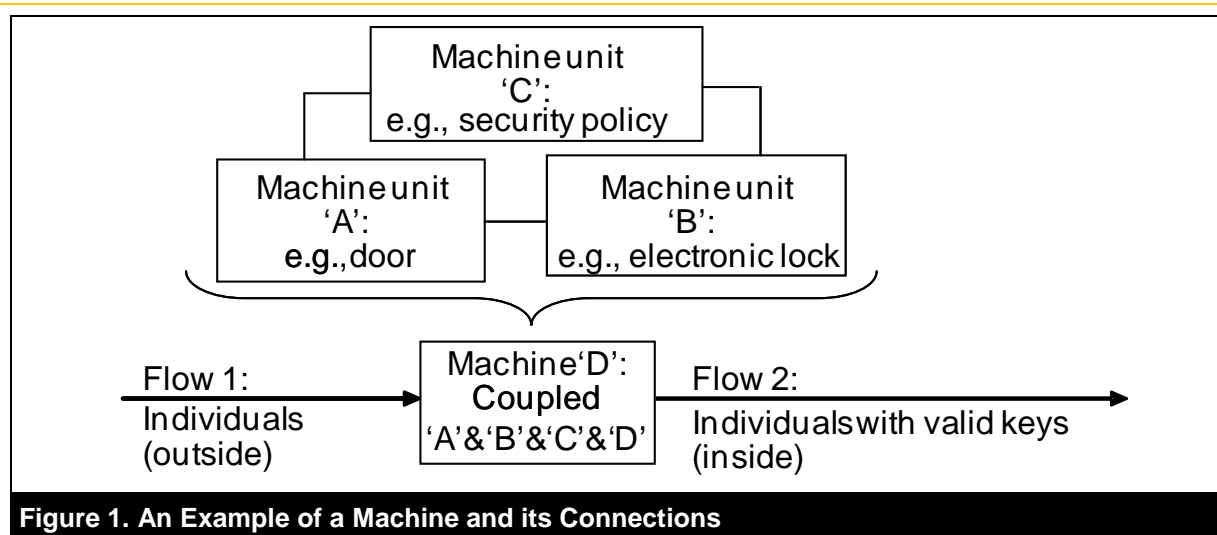 Machine unit
‘C’:
e.g., security policy
Machine unit
‘A’:
e.g., door
Machine unit
‘B’:
e.g., electronic lock
Flow 1:
Individuals
(outside)
Machine ‘D’:
Coupled
‘A’&‘B’&‘C’&‘D’
Flow 2:
Individuals with valid keys
(inside)
Figure 1. An Example of a Machine and its Connections